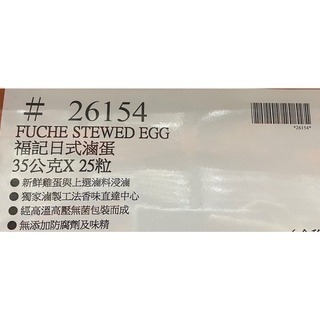 # 26154
*26154*
FUCHE STEWED EGG
福記日式滷蛋
35公克X 25粒
●新鮮雞蛋與上選滷料浸滷
●獨家滷製工法香味直達中心
●經高溫高壓無菌包裝而成
●無添加防腐劑及味精